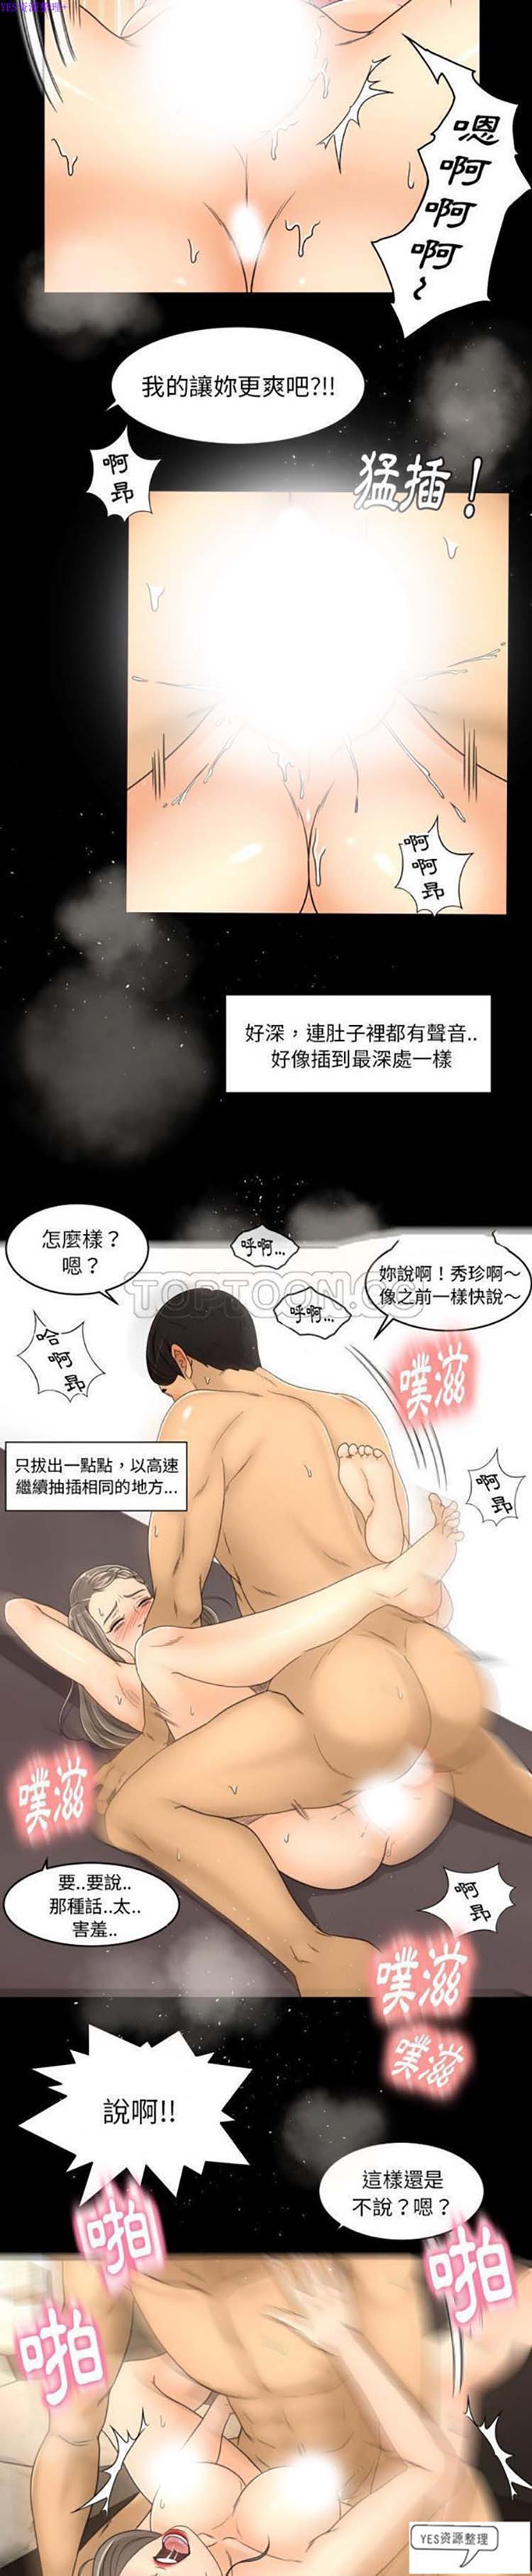 YES资源整理+
嗯
啊
啊
啊~
我的讓妳更爽吧?!!
啊
昂
猛插!
啊
啊
昂
好深，連肚子裡都有聲音..
好像插到最深處一樣
怎麼樣？
嗯？
呼啊...
妳說啊！秀珍啊~
像之前一樣快說~
TOPTOON.CC
呼啊...
哈
啊
昂
噗滋
只拔出一點點，以高速
繼續抽插相同的地方...
啊
昂
噗滋
要..要說..
那種話..太..
害羞..
啊
昂
噗滋
噗滋
說啊!!
這樣還是
不說？嗯？
啪
啪
啪
YES资源整理